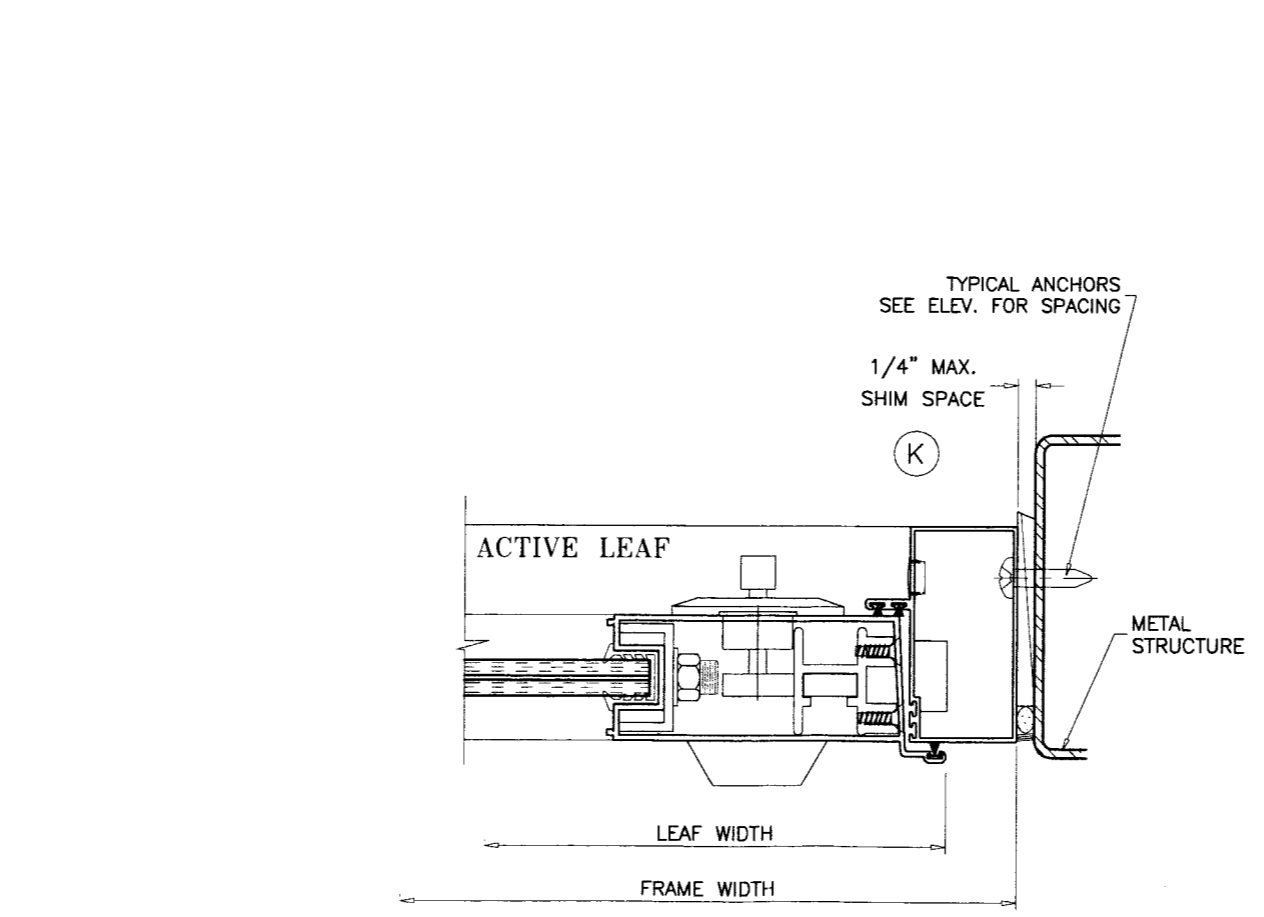 TYPICAL ANCHORS
SEE ELEV. FOR SPACING
1/4" MAX.
SHIM SPACE
K
ACTIVE LEAF
METAL
STRUCTURE
LEAF WIDTH
FRAME WIDTH